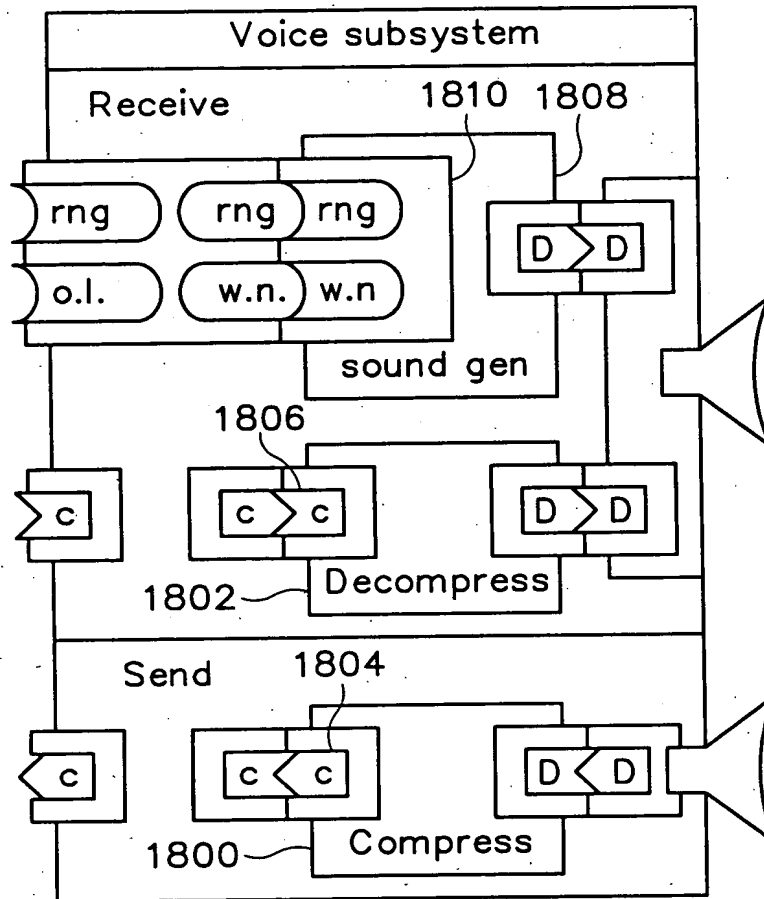 Voice subsystem
Receive
1810
1808
rng
rng
rng
D
D
o.l.
w.n.
w.n
sound gen
1806
c
c
c
D
D
1802
Decompress
Send
1804
c
c
c
D
D
1800
Compress